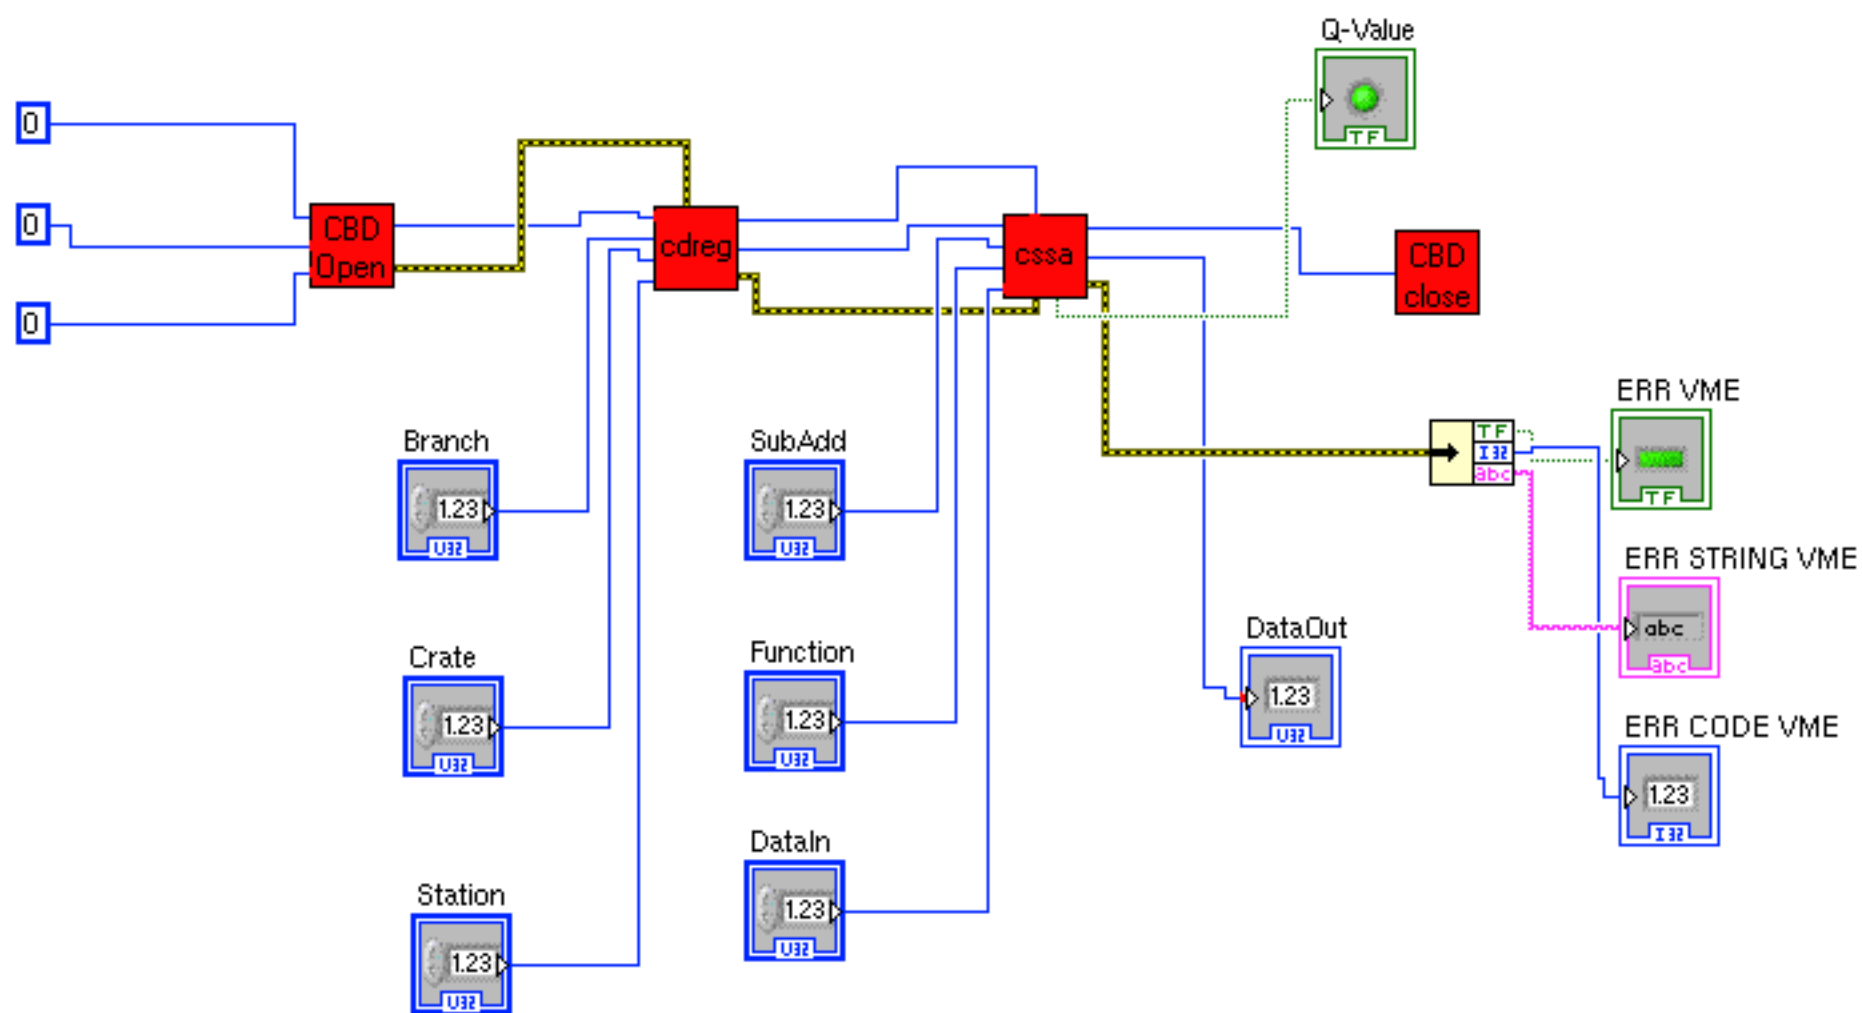 Q-Value
TF
0
0
0
CBD
Open
cdreg
cssa
CBD
close
ERR VME
TF
I32
abc
TF
Branch
1.23
U32
SubAdd
1.23
U32
ERR STRING VME
abc
abc
DataOut
1.23
U32
Crate
1.23
U32
Function
1.23
U32
ERR CODE VME
1.23
I32
DataIn
1.23
U32
Station
1.23
U32